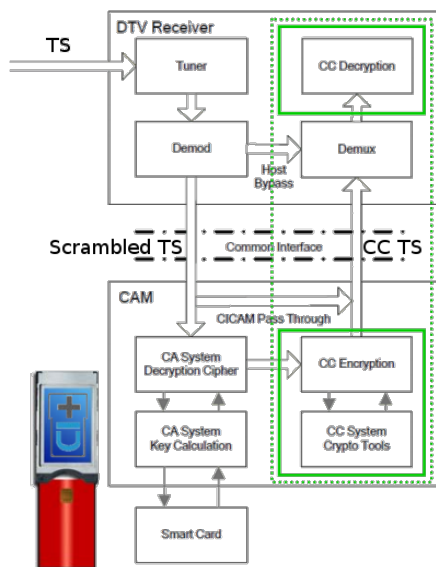 DTV Receiver
TS
Tuner
CC Decryption
Demod
Demux
Host
Bypass
Scrambled TS
Common Interface
CC TS
CAM
CICAM Pass Through
CA System
Decryption Cipher
CC Encryption
CA System
Key Calculation
CC System
Crypto Tools
Smart Card
CI+